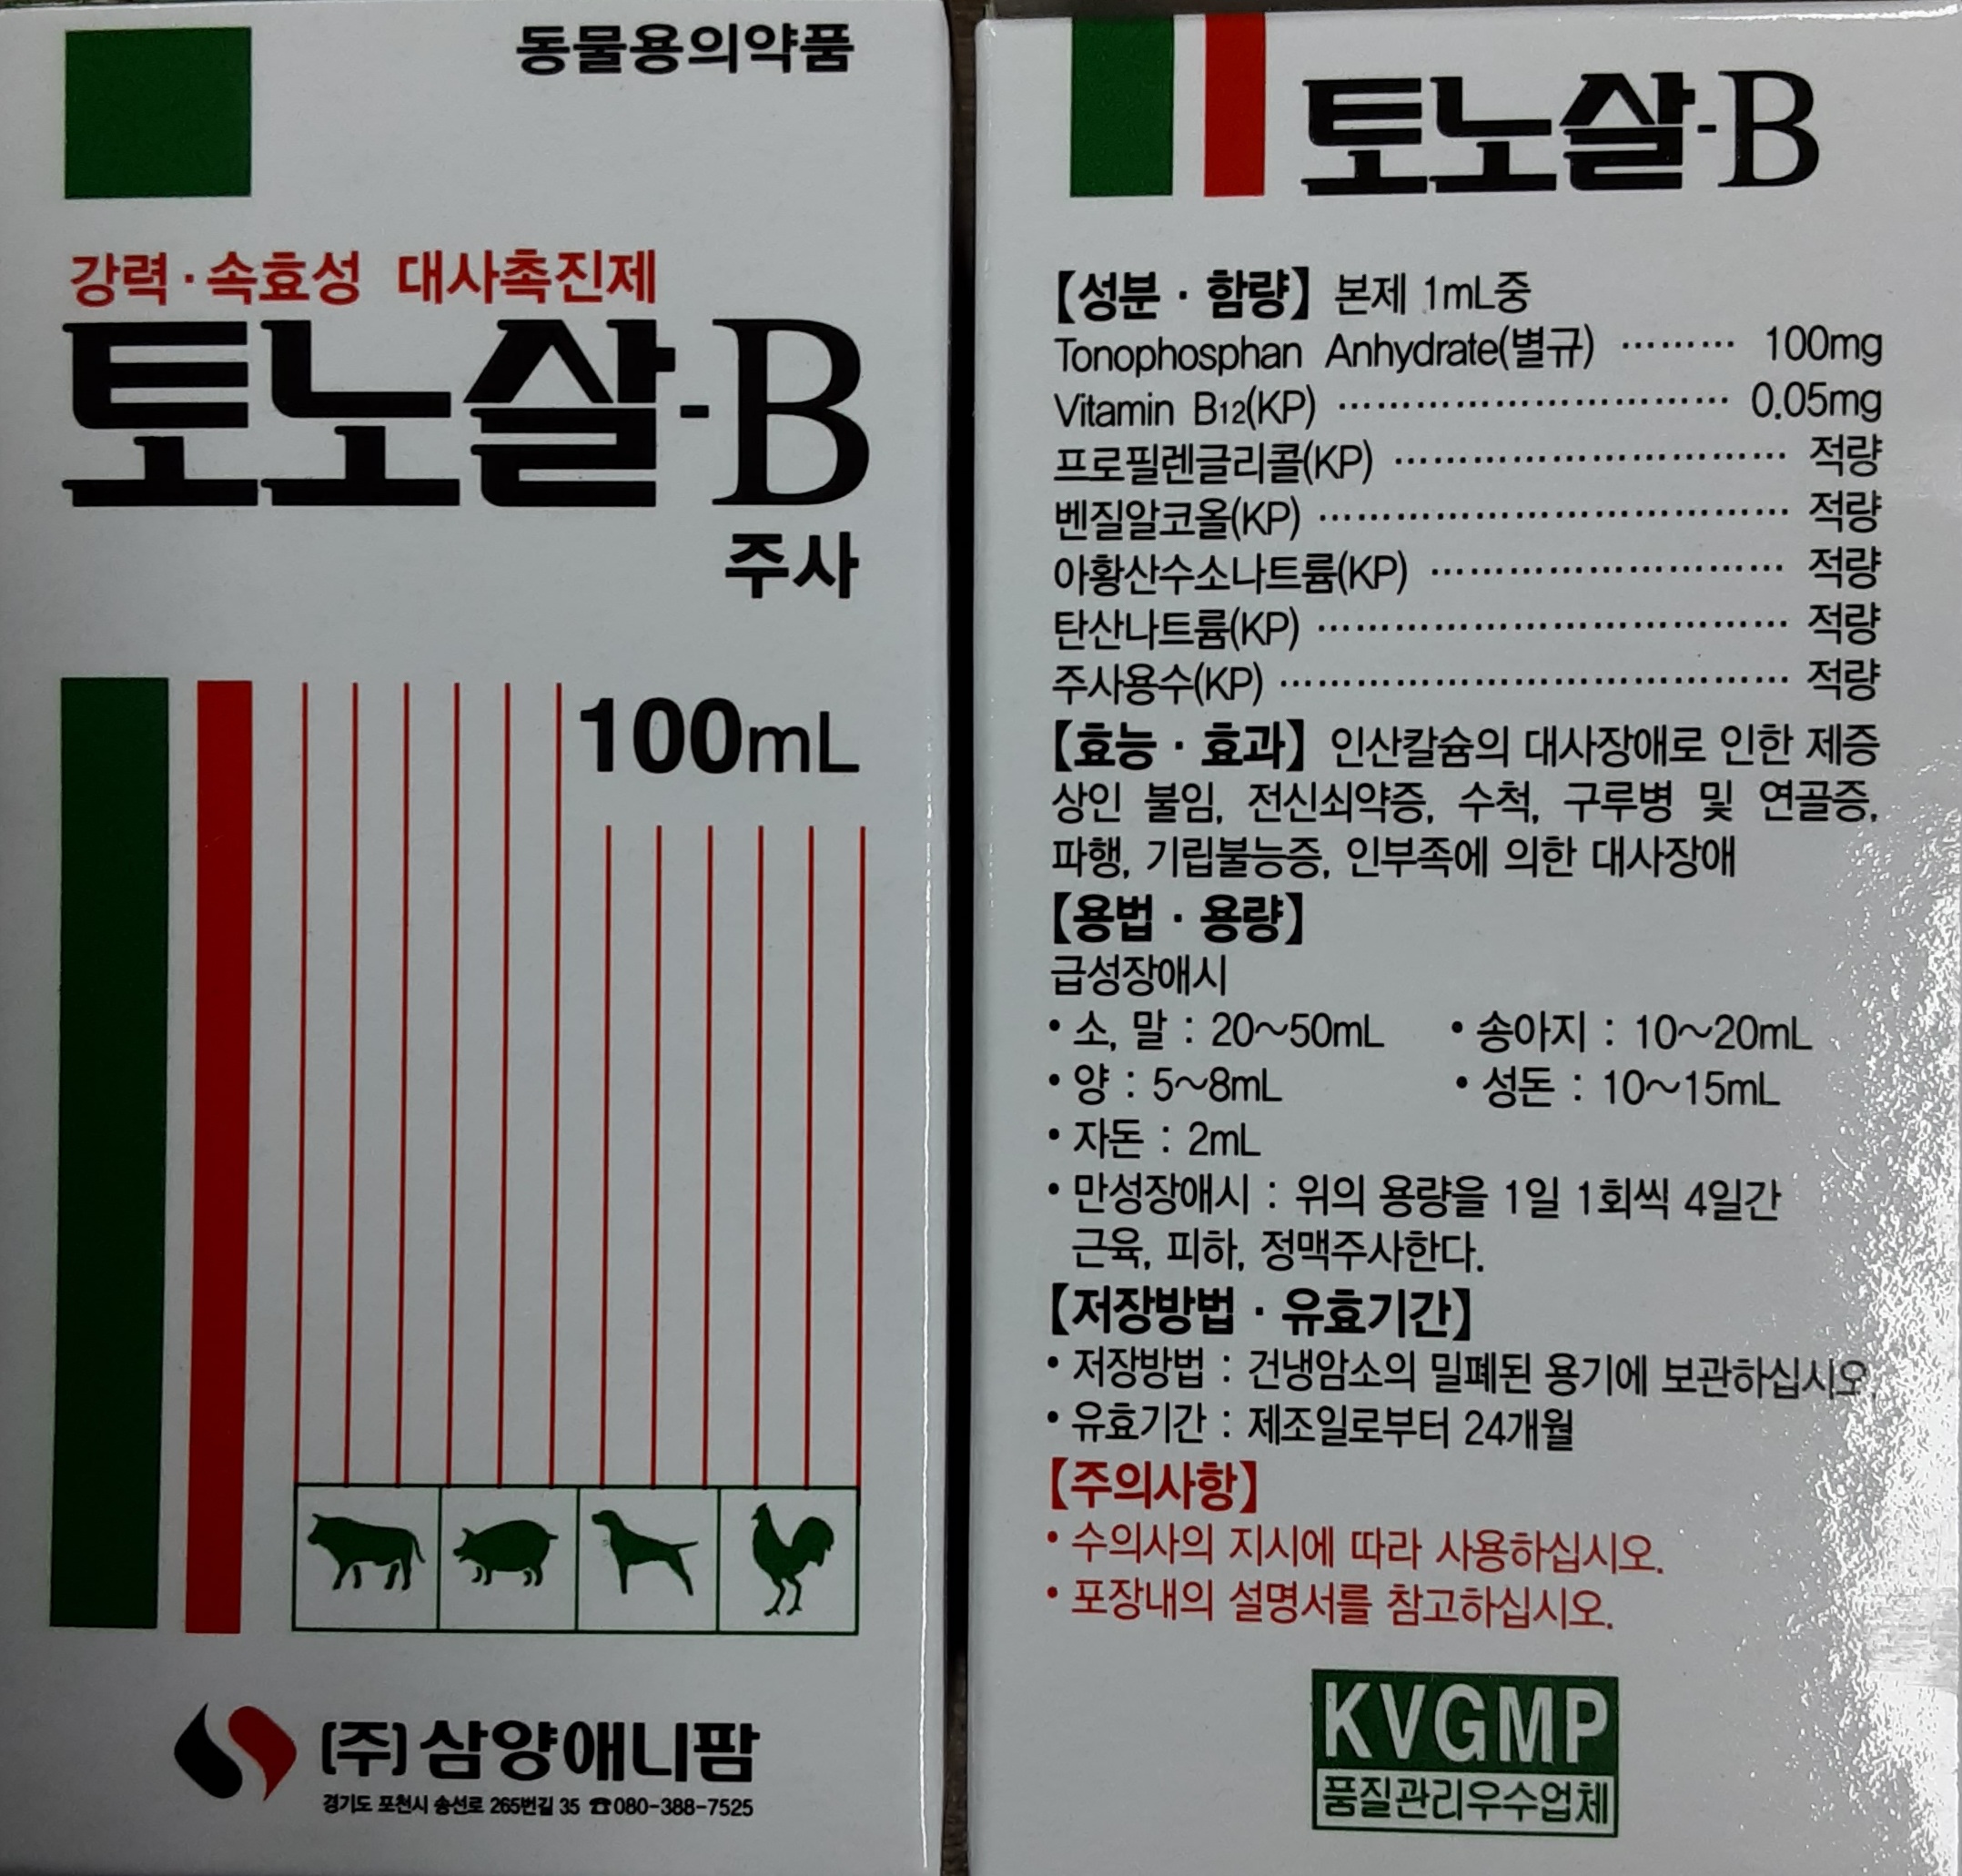 동물용의약품
강력·속효성 대사촉진제
토노살-B
주사
100mL
(주)삼양애니팜
경기도 포천시 송선로 265번길 35 ☎080-388-7525
토노살-B
【성분·함량】 본제 1mL중
Tonophosphan Anhydrate(별규) ········· 100mg
Vitamin B12(KP) ······························ 0.05mg
프로필렌글리콜(KP) ······························ 적량
벤질알코올(KP) ···································· 적량
아황산수소나트륨(KP) ··························· 적량
탄산나트륨(KP) ···································· 적량
주사용수(KP) ······································· 적량
【효능·효과】 인산칼슘의 대사장애로 인한 제증
상인 불임, 전신쇠약증, 수척, 구루병 및 연골증,
파행, 기립불능증, 인부족에 의한 대사장애
【용법·용량】
급성장애시
• 소, 말 : 20~50mL • 송아지 : 10~20mL
• 양 : 5~8mL • 성돈 : 10~15mL
• 자돈 : 2mL
• 만성장애시 : 위의 용량을 1일 1회씩 4일간
근육, 피하, 정맥주사한다.
【저장방법·유효기간】
• 저장방법 : 건냉암소의 밀폐된 용기에 보관하십시오.
• 유효기간 : 제조일로부터 24개월
【주의사항】
• 수의사의 지시에 따라 사용하십시오.
• 포장내의 설명서를 참고하십시오.
KVGMP
품질관리우수업체